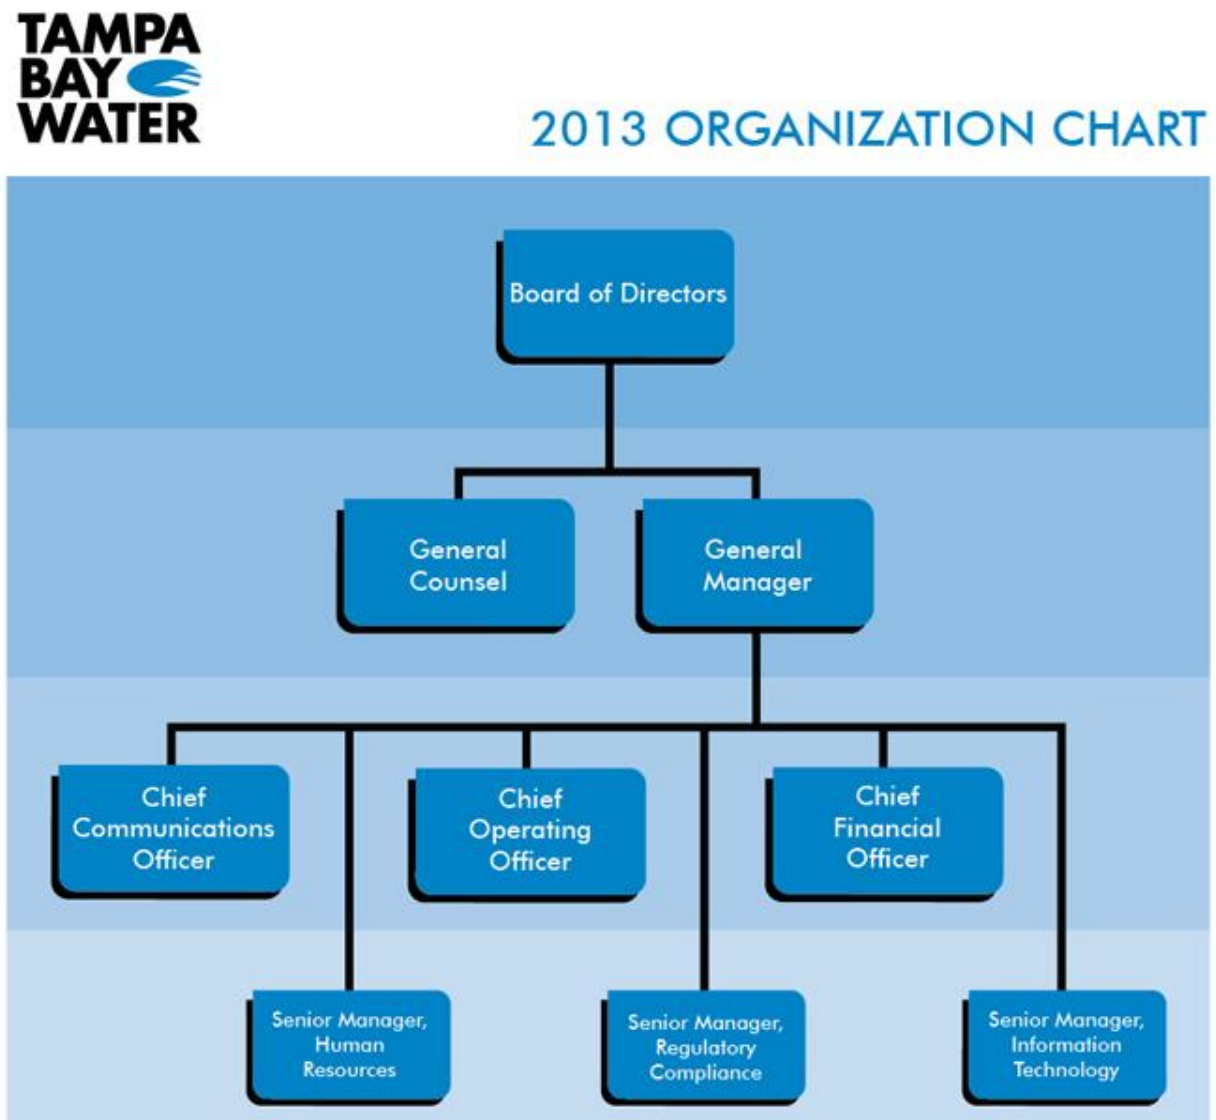 TAMPA
BAY
WATER
2013 ORGANIZATION CHART
Board of Directors
General
Counsel
General
Manager
Chief
Communications
Officer
Chief
Operating
Officer
Chief
Financial
Officer
Senior Manager,
Human
Resources
Senior Manager,
Regulatory
Compliance
Senior Manager,
Information
Technology